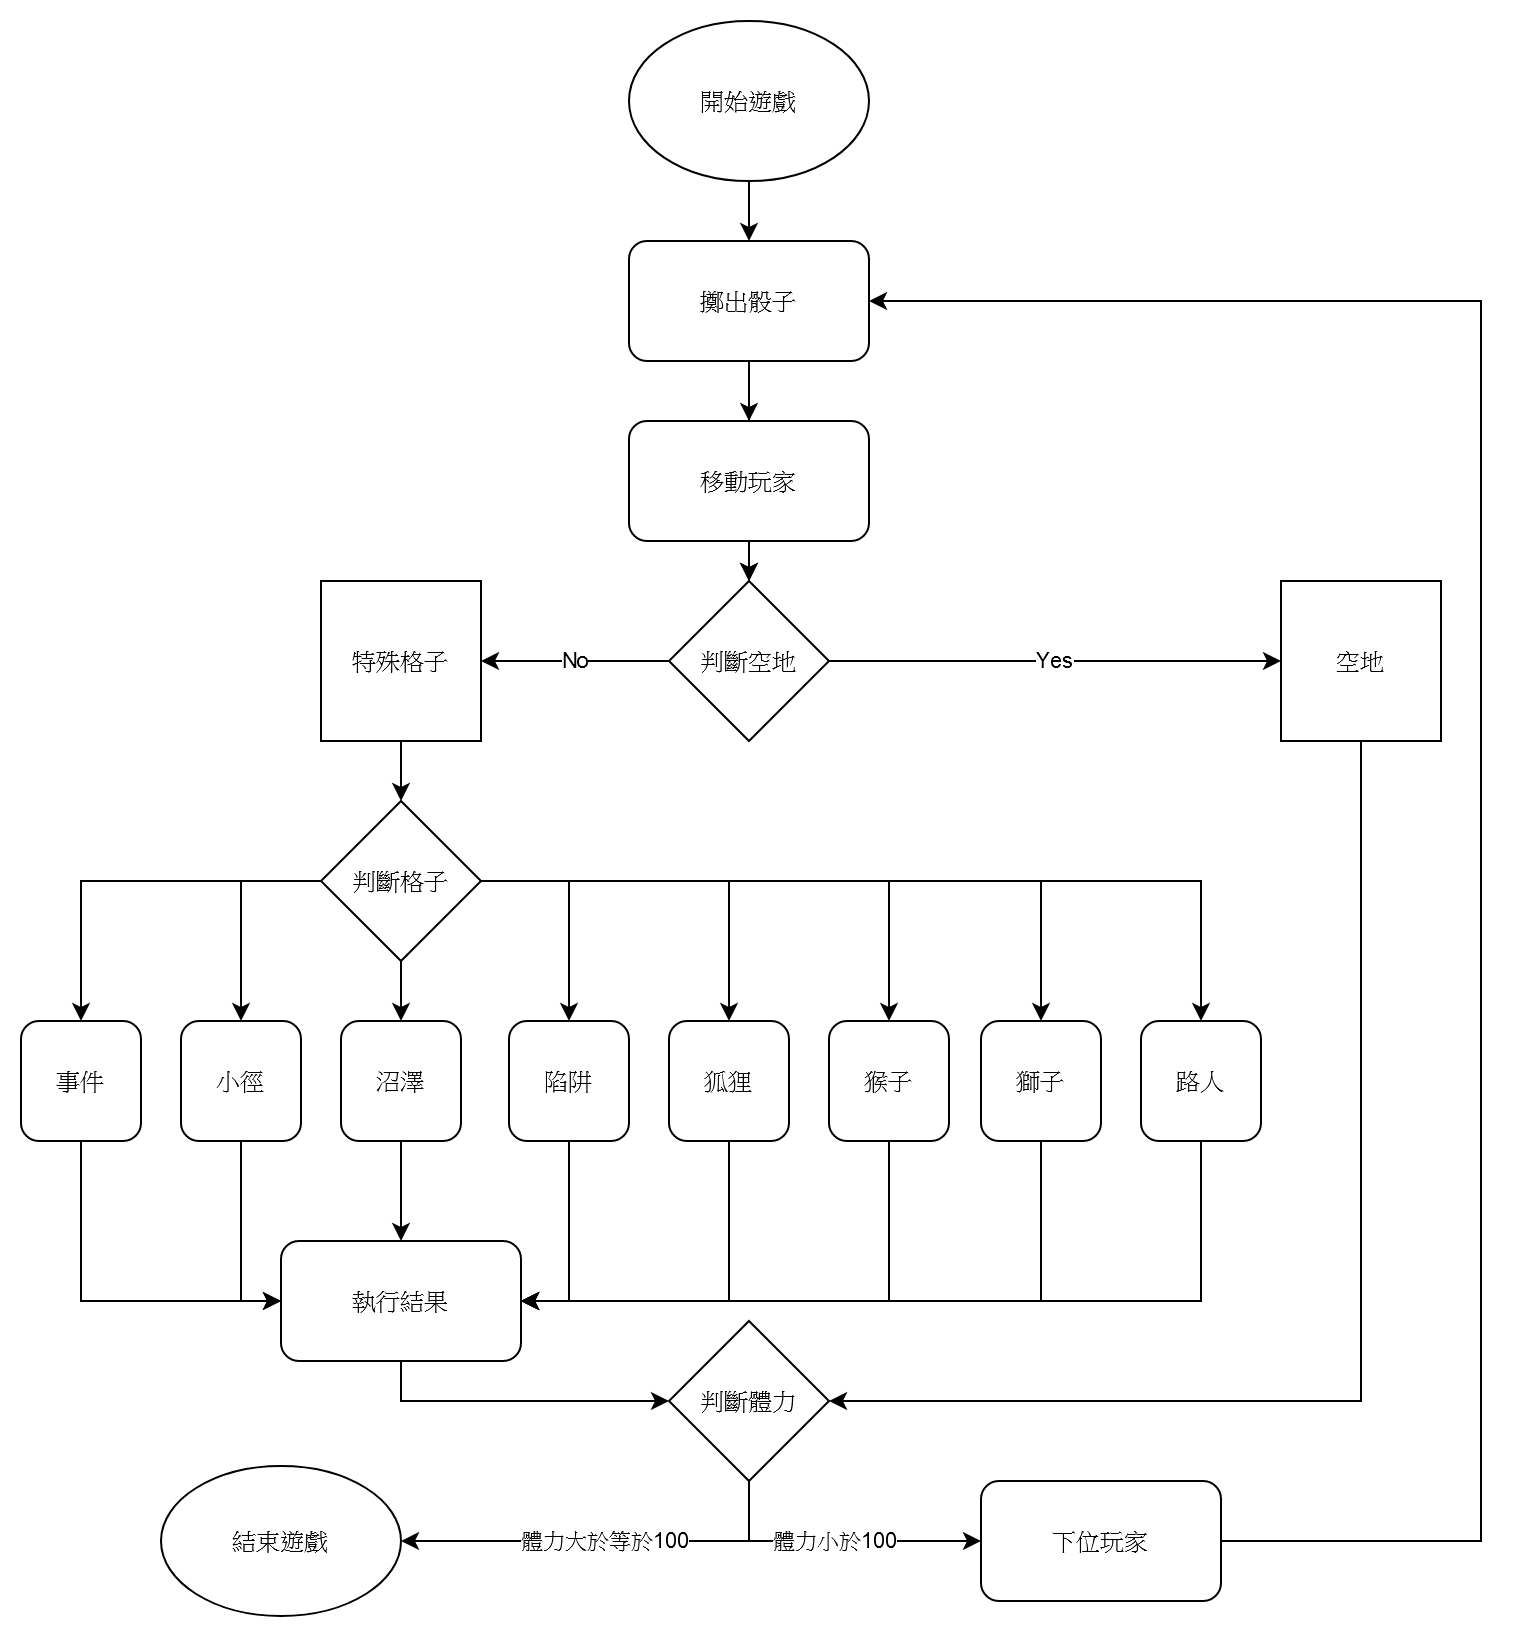 開始遊戲
擲出骰子
移動玩家
特殊格子
No
判斷空地
Yes
空地
判斷格子
事件
小徑
沼澤
陷阱
狐狸
猴子
獅子
路人
執行結果
判斷體力
結束遊戲
體力大於等於100
體力小於100
下位玩家